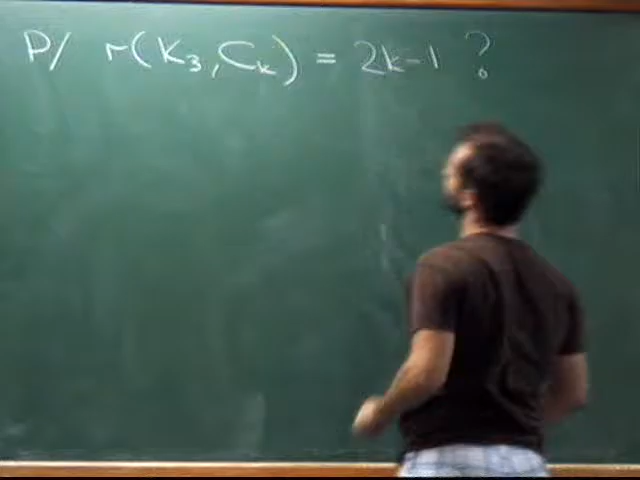 P/ r(K₃,Cₖ) = 2k-1 ?